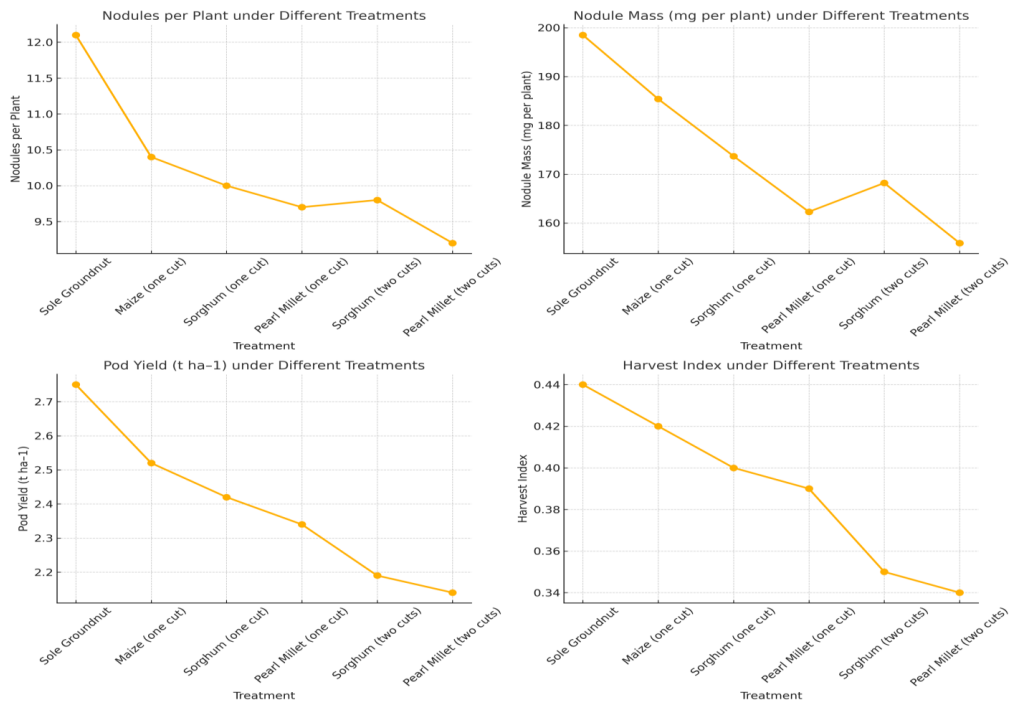 Nodules per Plant under Different Treatments
Nodules per Plant
12.0
11.5
11.0
10.5
10.0
9.5
Sole Groundnut
Maize (one cut)
Sorghum (one cut)
Pearl Millet (one cut)
Sorghum (two cuts)
Pearl Millet (two cuts)
Treatment
Nodule Mass (mg per plant) under Different Treatments
Nodule Mass (mg per plant)
200
190
180
170
160
Sole Groundnut
Maize (one cut)
Sorghum (one cut)
Pearl Millet (one cut)
Sorghum (two cuts)
Pearl Millet (two cuts)
Treatment
Pod Yield (t ha–1) under Different Treatments
Pod Yield (t ha–1)
2.7
2.6
2.5
2.4
2.3
2.2
Sole Groundnut
Maize (one cut)
Sorghum (one cut)
Pearl Millet (one cut)
Sorghum (two cuts)
Pearl Millet (two cuts)
Treatment
Harvest Index under Different Treatments
Harvest Index
0.44
0.42
0.40
0.38
0.36
0.34
Sole Groundnut
Maize (one cut)
Sorghum (one cut)
Pearl Millet (one cut)
Sorghum (two cuts)
Pearl Millet (two cuts)
Treatment